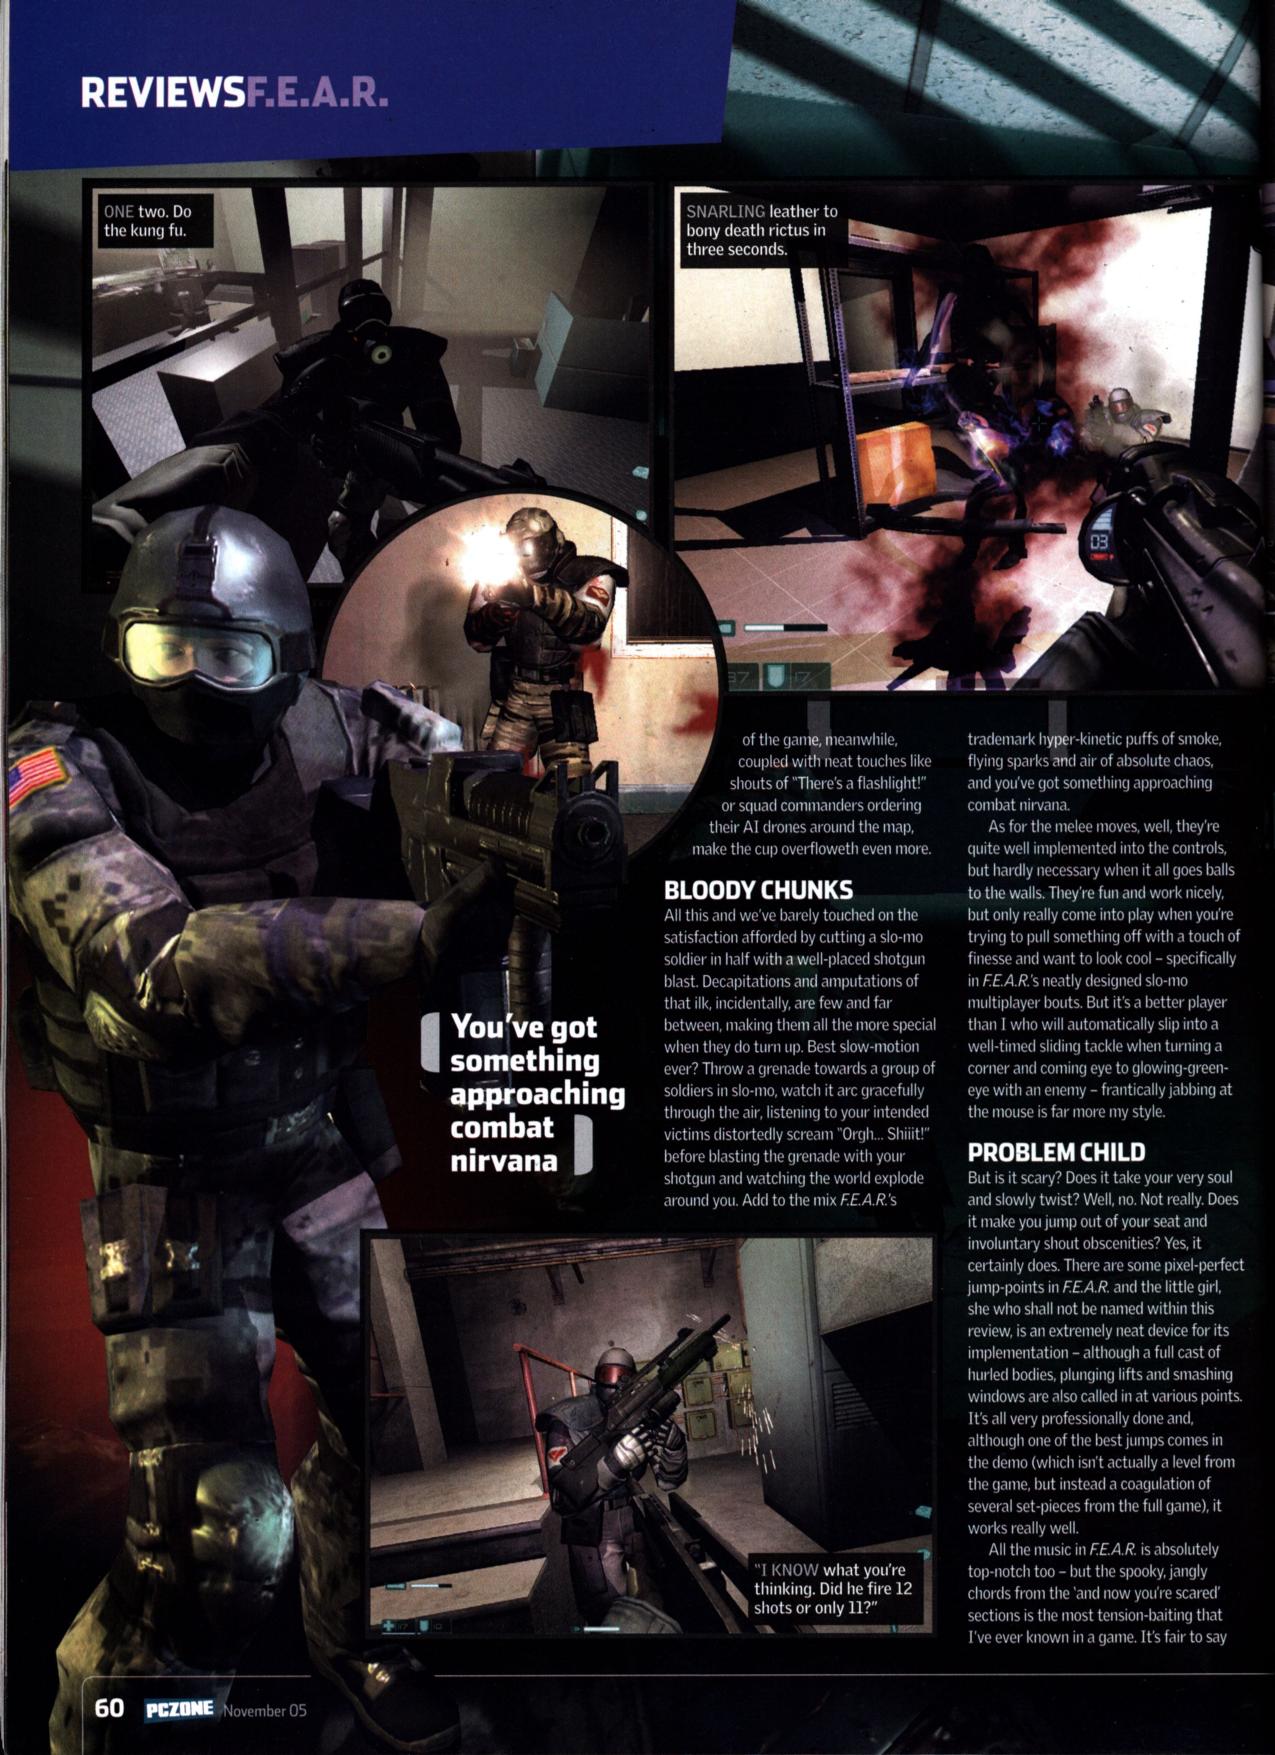 REVIEWSF.E.A.R.
ONE two. Do
the kung fu.
SNARLING leather to
bony death rictus in
three seconds.
03
37
17
of the game, meanwhile,
coupled with neat touches like
shouts of "There's a flashlight!"
or squad commanders ordering
their AI drones around the map,
make the cup overfloweth even more.
BLOODY CHUNKS
All this and we've barely touched on the
satisfaction afforded by cutting a slo-mo
soldier in half with a well-placed shotgun
blast. Decapitations and amputations of
that ilk, incidentally, are few and far
between, making them all the more special
when they do turn up. Best slow-motion
ever? Throw a grenade towards a group of
soldiers in slo-mo, watch it arc gracefully
through the air, listening to your intended
victims distortedly scream "Orgh... Shiiit!"
before blasting the grenade with your
shotgun and watching the world explode
around you. Add to the mix F.E.A.R.'s
You've got
something
approaching
combat
nirvana
trademark hyper-kinetic puffs of smoke,
flying sparks and air of absolute chaos,
and you've got something approaching
combat nirvana.
As for the melee moves, well, they're
quite well implemented into the controls,
but hardly necessary when it all goes balls
to the walls. They're fun and work nicely,
but only really come into play when you're
trying to pull something off with a touch of
finesse and want to look cool – specifically
in F.E.A.R.'s neatly designed slo-mo
multiplayer bouts. But it's a better player
than I who will automatically slip into a
well-timed sliding tackle when turning a
corner and coming eye to glowing-green-
eye with an enemy – frantically jabbing at
the mouse is far more my style.
PROBLEM CHILD
But is it scary? Does it take your very soul
and slowly twist? Well, no. Not really. Does
it make you jump out of your seat and
involuntary shout obscenities? Yes, it
certainly does. There are some pixel-perfect
jump-points in F.E.A.R. and the little girl,
she who shall not be named within this
review, is an extremely neat device for its
implementation – although a full cast of
hurled bodies, plunging lifts and smashing
windows are also called in at various points.
It's all very professionally done and,
although one of the best jumps comes in
the demo (which isn't actually a level from
the game, but instead a coagulation of
several set-pieces from the full game), it
works really well.
All the music in F.E.A.R. is absolutely
top-notch too – but the spooky, jangly
chords from the 'and now you're scared'
sections is the most tension-baiting that
I've ever known in a game. It's fair to say
"I KNOW what you're
thinking. Did he fire 12
shots or only 11?"
60 PCZONE November 05